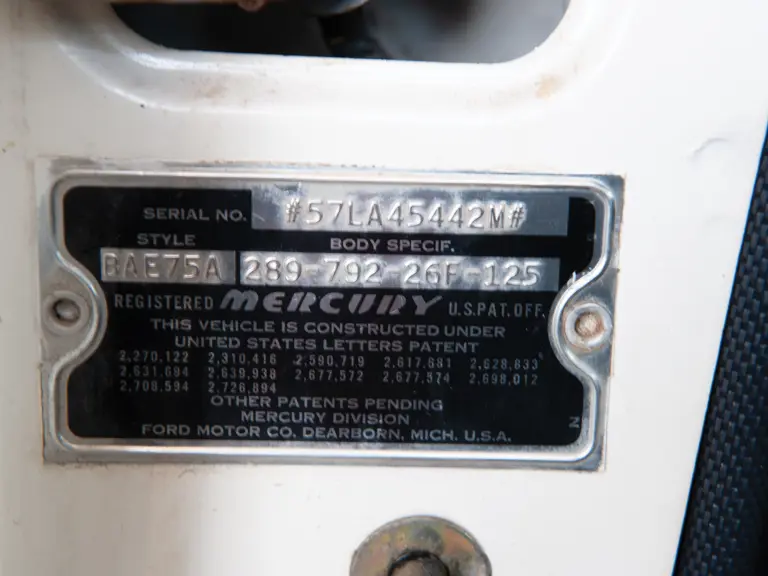 SERIAL NO. #57LA45442M#
STYLE BODY SPECIF.
BAE75A 289-792-26F-125
REGISTERED MERCURY U.S.PAT.OFF.
THIS VEHICLE IS CONSTRUCTED UNDER
UNITED STATES LETTERS PATENT
2,270,122 2,310,416 2,590,719 2,617,681 2,628,833
2,631,694 2,639,938 2,677,572 2,677,574 2,698,012
2,708,594 2,726,894
OTHER PATENTS PENDING
MERCURY DIVISION
FORD MOTOR CO. DEARBORN, MICH. U.S.A.
N